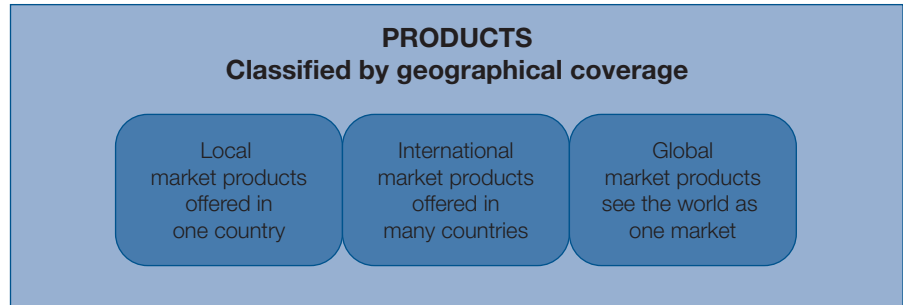 PRODUCTS
Classified by geographical coverage
Local
market products
offered in
one country
International
market products
offered in
many countries
Global
market products
see the world as
one market